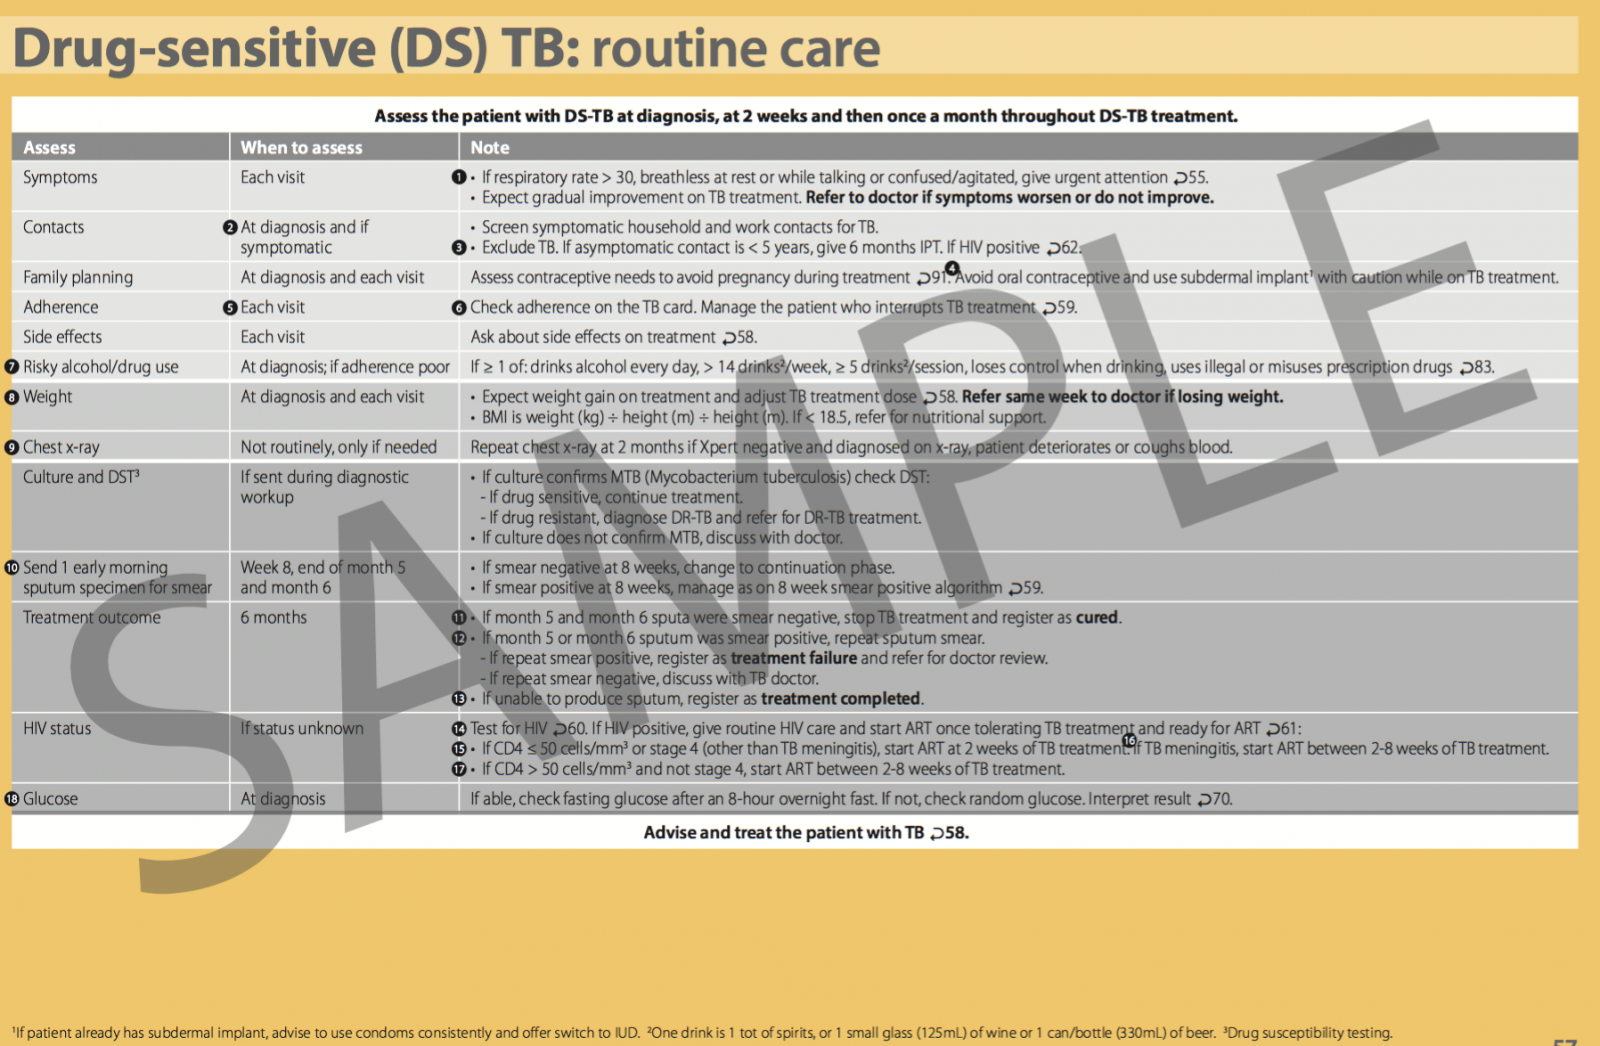 Drug-sensitive (DS) TB: routine care
Assess the patient with DS-TB at diagnosis, at 2 weeks and then once a month throughout DS-TB treatment.
Assess When to assess Note
Symptoms Each visit 1 • If respiratory rate > 30, breathless at rest or while talking or confused/agitated, give urgent attention ⮌55.
• Expect gradual improvement on TB treatment. Refer to doctor if symptoms worsen or do not improve.
Contacts 2 At diagnosis and if • Screen symptomatic household and work contacts for TB.
symptomatic 3 • Exclude TB. If asymptomatic contact is < 5 years, give 6 months IPT. If HIV positive ⮌62.
Family planning At diagnosis and each visit Assess contraceptive needs to avoid pregnancy during treatment ⮌91. 4 Avoid oral contraceptive and use subdermal implant¹ with caution while on TB treatment.
Adherence 5 Each visit 6 Check adherence on the TB card. Manage the patient who interrupts TB treatment ⮌59.
Side effects Each visit Ask about side effects on treatment ⮌58.
7 Risky alcohol/drug use At diagnosis; if adherence poor If ≥ 1 of: drinks alcohol every day, > 14 drinks²/week, ≥ 5 drinks²/session, loses control when drinking, uses illegal or misuses prescription drugs ⮌83.
8 Weight At diagnosis and each visit • Expect weight gain on treatment and adjust TB treatment dose ⮌58. Refer same week to doctor if losing weight.
• BMI is weight (kg) ÷ height (m) ÷ height (m). If < 18.5, refer for nutritional support.
9 Chest x-ray Not routinely, only if needed Repeat chest x-ray at 2 months if Xpert negative and diagnosed on x-ray, patient deteriorates or coughs blood.
Culture and DST³ If sent during diagnostic • If culture confirms MTB (Mycobacterium tuberculosis) check DST:
workup - If drug sensitive, continue treatment.
- If drug resistant, diagnose DR-TB and refer for DR-TB treatment.
• If culture does not confirm MTB, discuss with doctor.
10 Send 1 early morning Week 8, end of month 5 • If smear negative at 8 weeks, change to continuation phase.
sputum specimen for smear and month 6 • If smear positive at 8 weeks, manage as on 8 week smear positive algorithm ⮌59.
Treatment outcome 6 months 11 • If month 5 and month 6 sputa were smear negative, stop TB treatment and register as cured.
12 • If month 5 or month 6 sputum was smear positive, repeat sputum smear.
- If repeat smear positive, register as treatment failure and refer for doctor review.
- If repeat smear negative, discuss with TB doctor.
13 • If unable to produce sputum, register as treatment completed.
HIV status If status unknown 14 Test for HIV ⮌60. If HIV positive, give routine HIV care and start ART once tolerating TB treatment and ready for ART ⮌61:
15 • If CD4 ≤ 50 cells/mm³ or stage 4 (other than TB meningitis), start ART at 2 weeks of TB treatment. 16 If TB meningitis, start ART between 2-8 weeks of TB treatment.
17 • If CD4 > 50 cells/mm³ and not stage 4, start ART between 2-8 weeks of TB treatment.
18 Glucose At diagnosis If able, check fasting glucose after an 8-hour overnight fast. If not, check random glucose. Interpret result ⮌70.
Advise and treat the patient with TB ⮌58.
SAMPLE
¹If patient already has subdermal implant, advise to use condoms consistently and offer switch to IUD. ²One drink is 1 tot of spirits, or 1 small glass (125mL) of wine or 1 can/bottle (330mL) of beer. ³Drug susceptibility testing.